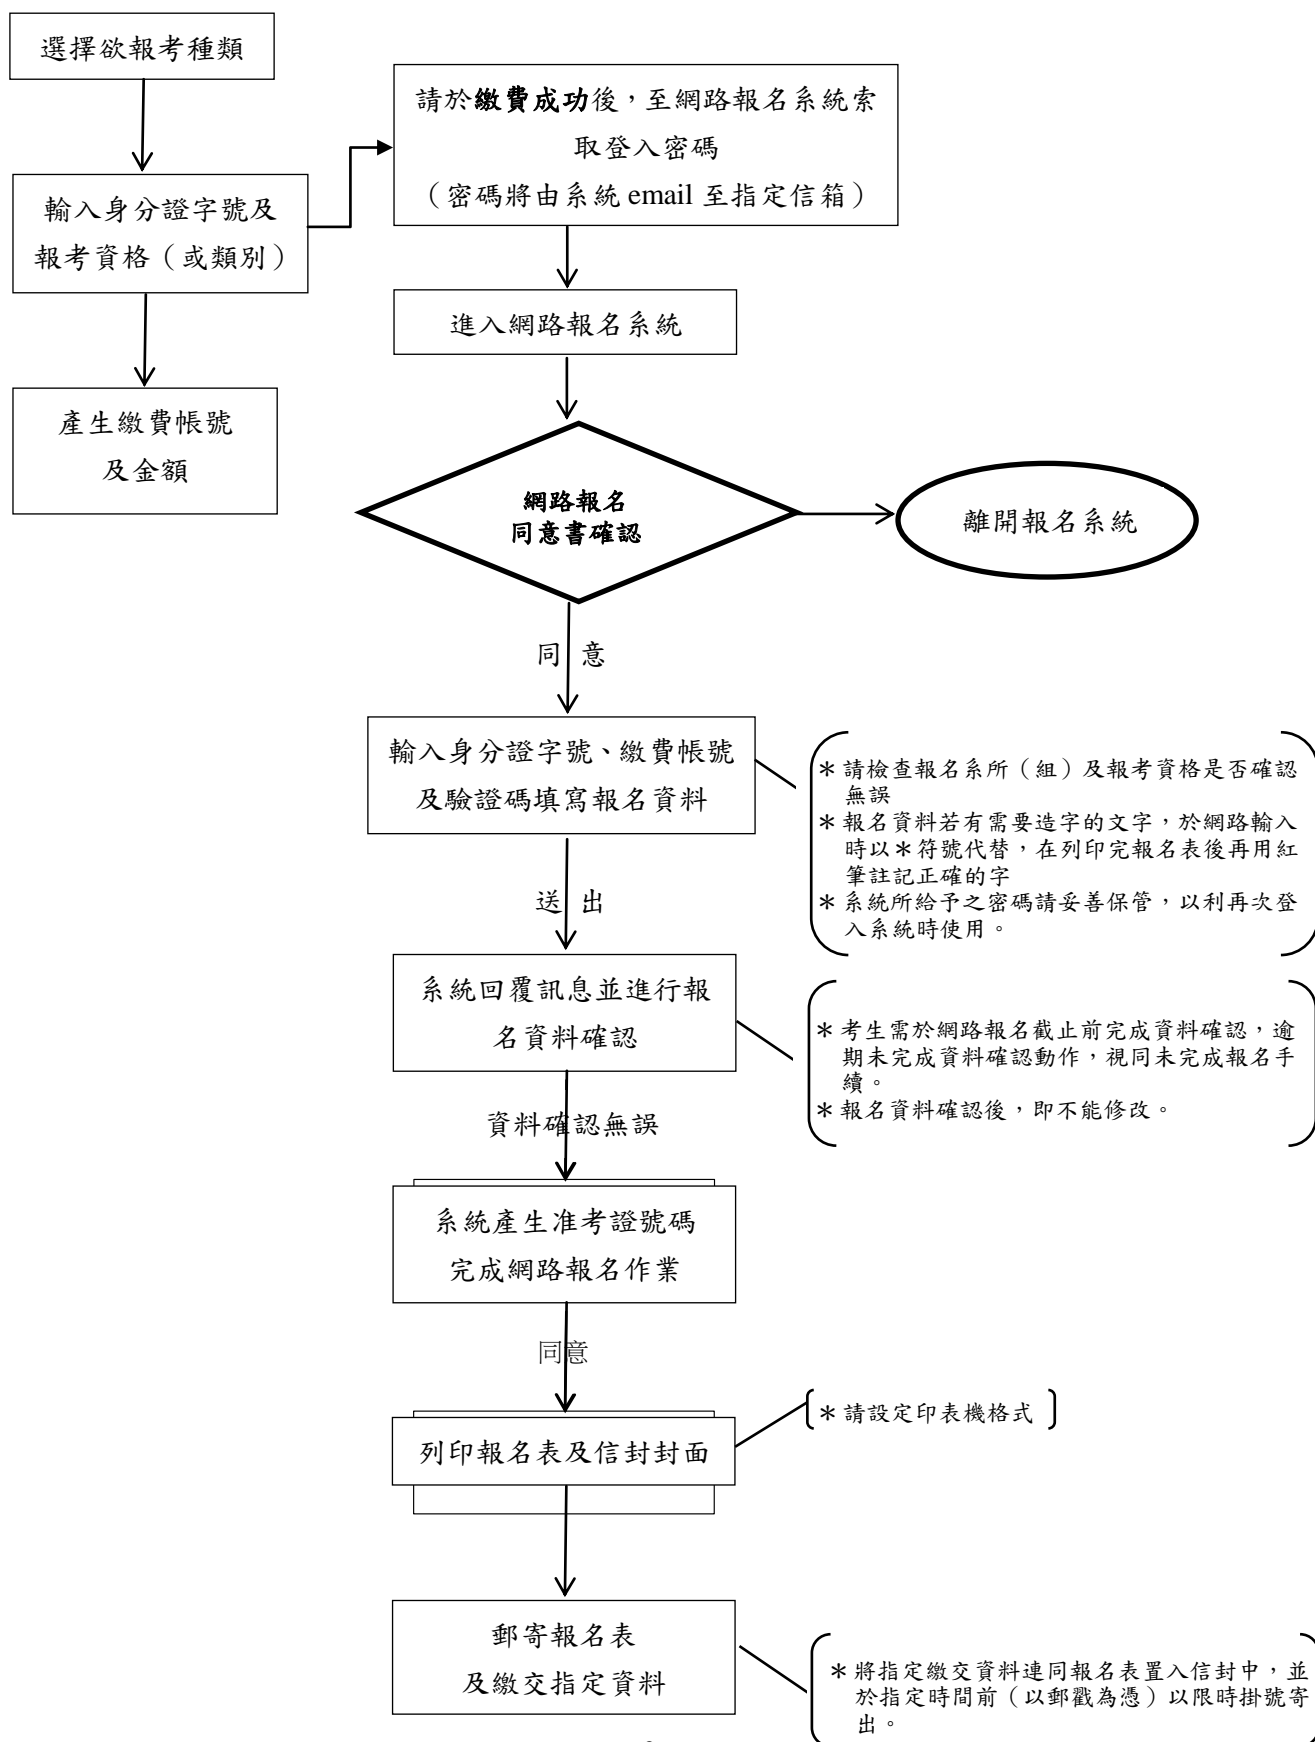 選擇欲報考種類
輸入身分證字號及
報考資格（或類別）
產生繳費帳號
及金額
請於繳費成功後，至網路報名系統索
取登入密碼
（密碼將由系統 email 至指定信箱）
進入網路報名系統
網路報名
同意書確認
離開報名系統
同 意
輸入身分證字號、繳費帳號
及驗證碼填寫報名資料
＊請檢查報名系所（組）及報考資格是否確認
無誤
＊報名資料若有需要造字的文字，於網路輸入
時以＊符號代替，在列印完報名表後再用紅
筆註記正確的字
＊系統所給予之密碼請妥善保管，以利再次登
入系統時使用。
送 出
系統回覆訊息並進行報
名資料確認
＊考生需於網路報名截止前完成資料確認，逾
期未完成資料確認動作，視同未完成報名手
續。
＊報名資料確認後，即不能修改。
資料確認無誤
系統產生准考證號碼
完成網路報名作業
同意
列印報名表及信封封面
＊請設定印表機格式
郵寄報名表
及繳交指定資料
＊將指定繳交資料連同報名表置入信封中，並
於指定時間前（以郵戳為憑）以限時掛號寄
出。